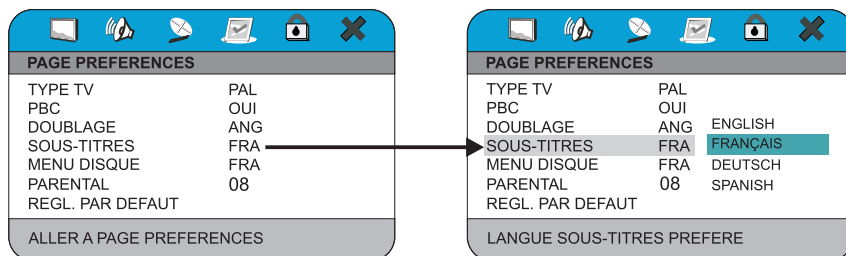 PAGE PREFERENCES
TYPE TV PAL
PBC OUI
DOUBLAGE ANG
SOUS-TITRES FRA
MENU DISQUE FRA
PARENTAL 08
REGL. PAR DEFAUT
ALLER A PAGE PREFERENCES
PAGE PREFERENCES
TYPE TV PAL
PBC OUI
DOUBLAGE ANG ENGLISH
SOUS-TITRES FRA FRANÇAIS
MENU DISQUE FRA DEUTSCH
PARENTAL 08 SPANISH
REGL. PAR DEFAUT
LANGUE SOUS-TITRES PREFERE